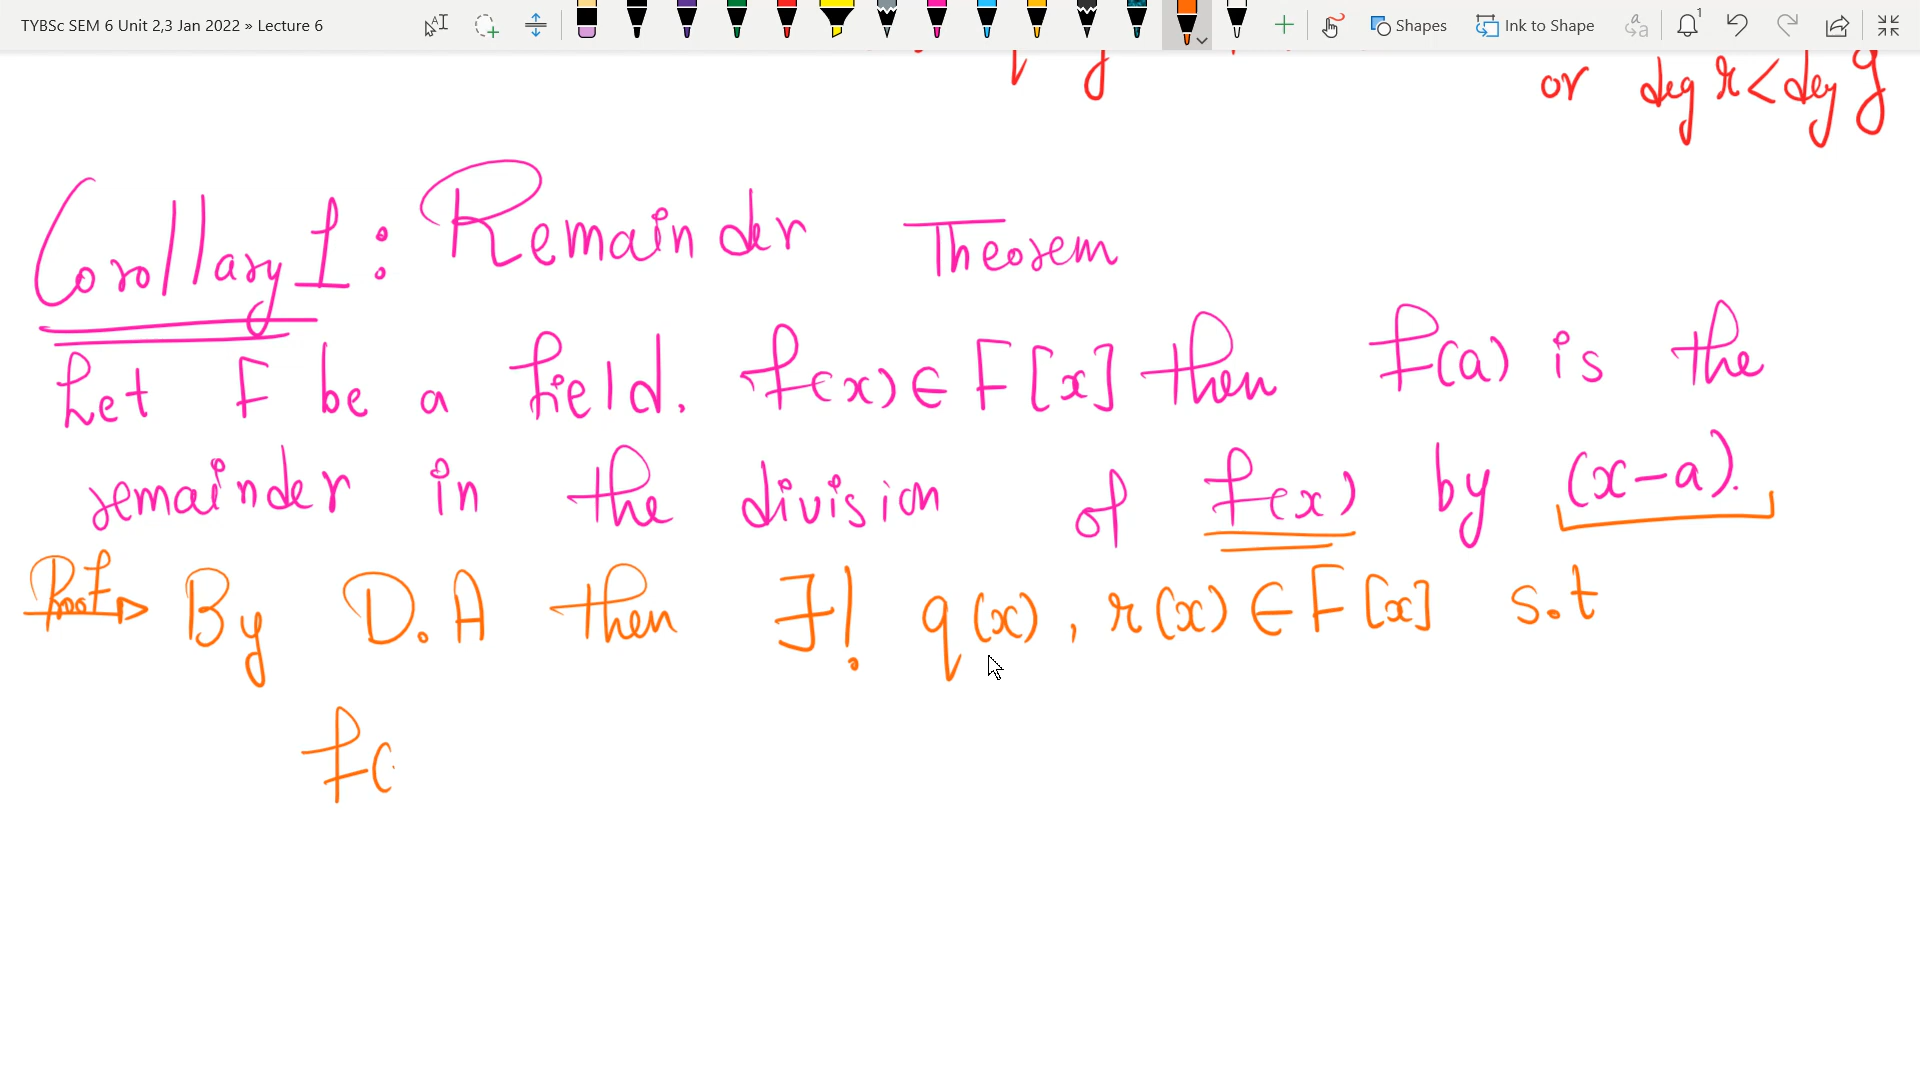 TYBSc SEM 6 Unit 2,3 Jan 2022 » Lecture 6
Shapes
Ink to Shape
or deg r < deg g
Corollary 1: Remainder Theorem
Let F be a field. f(x) ∈ F[x] then f(a) is the
remainder in the division of f(x) by (x-a).
Proof By D.A then ∃! q(x), r(x) ∈ F[x] s.t
f(